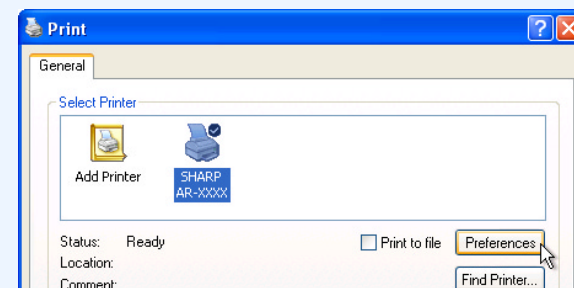 Print
General
Select Printer
Add Printer
SHARP
AR-XXXX
Status: Ready
Print to file
Preferences
Location:
Comment:
Find Printer...